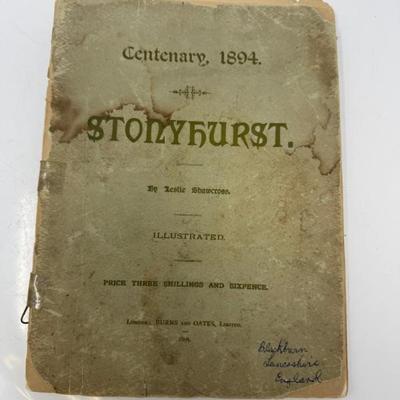 Centenary, 1894.
STONYHURST.
By Leslie Shawcross.
ILLUSTRATED.
PRICE THREE SHILLINGS AND SIXPENCE.
LONDON: BURNS AND OATES, LIMITED.
Blackburn
Lancashire
England